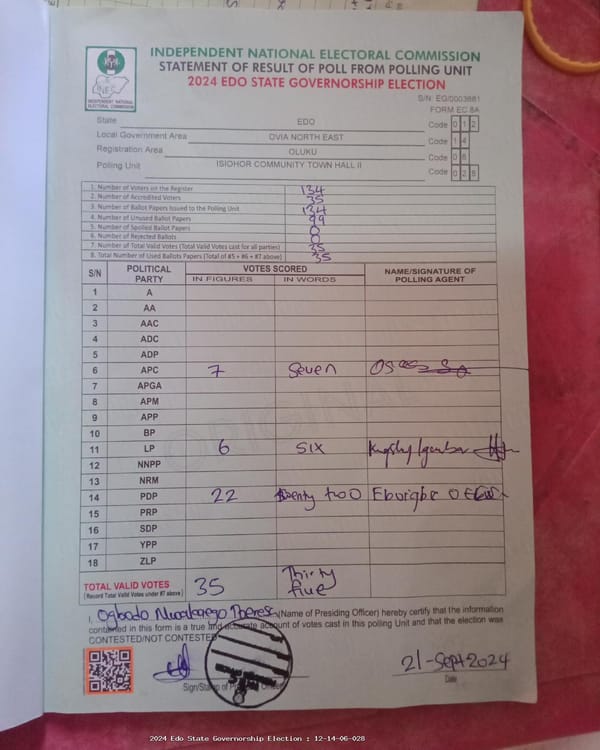 INDEPENDENT NATIONAL ELECTORAL COMMISSION
STATEMENT OF RESULT OF POLL FROM POLLING UNIT
2024 EDO STATE GOVERNORSHIP ELECTION
INEC
INDEPENDENT NATIONAL ELECTORAL COMMISSION
S/N: EG/0003681
FORM EC 8A
State EDO Code 0 1 2
Local Government Area OVIA NORTH EAST Code 1 4
Registration Area OLUKU Code 0 6
Polling Unit ISIOHOR COMMUNITY TOWN HALL II Code 0 2 8
1. Number of Voters on the Register 134
2. Number of Accredited Voters 35
3. Number of Ballot Papers Issued to the Polling Unit 134
4. Number of Unused Ballot Papers 99
5. Number of Spoiled Ballot Papers 0
6. Number of Rejected Ballots 0
7. Number of Total Valid Votes (Total Valid Votes cast for all parties) 35
8. Total Number of Used Ballots Papers (Total of #5 + #6 + #7 above) 35
S/N POLITICAL PARTY VOTES SCORED NAME/SIGNATURE OF POLLING AGENT
IN FIGURES IN WORDS
1 A
2 AA
3 AAC
4 ADC
5 ADP
6 APC 7 Seven
7 APGA
8 APM
9 APP
10 BP
11 LP 6 SIX
12 NNPP
13 NRM
14 PDP 22 twenty two Eboigbe
15 PRP
16 SDP
17 YPP
18 ZLP
TOTAL VALID VOTES 35 Thirty five
(Record Total Valid Votes under #7 above)
I, Ogbodo (Name of Presiding Officer) hereby certify that the information
contained in this form is a true and accurate account of votes cast in this polling Unit and that the election was
CONTESTED/NOT CONTESTED
21-Sept 2024
Sign/Stamp of Date
2024 Edo State Governorship Election : 12-14-06-028